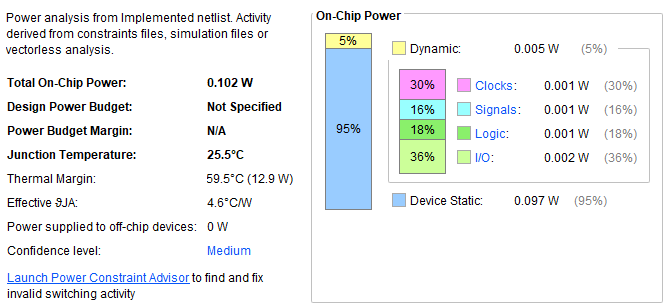 Power analysis from Implemented netlist. Activity
derived from constraints files, simulation files or
vectorless analysis.
Total On-Chip Power: 0.102 W
Design Power Budget: Not Specified
Power Budget Margin: N/A
Junction Temperature: 25.5°C
Thermal Margin: 59.5°C (12.9 W)
Effective ϑJA: 4.6°C/W
Power supplied to off-chip devices: 0 W
Confidence level: Medium
Launch Power Constraint Advisor to find and fix
invalid switching activity
On-Chip Power
5%
95%
Dynamic: 0.005 W (5%)
30% Clocks: 0.001 W (30%)
16% Signals: 0.001 W (16%)
18% Logic: 0.001 W (18%)
36% I/O: 0.002 W (36%)
Device Static: 0.097 W (95%)